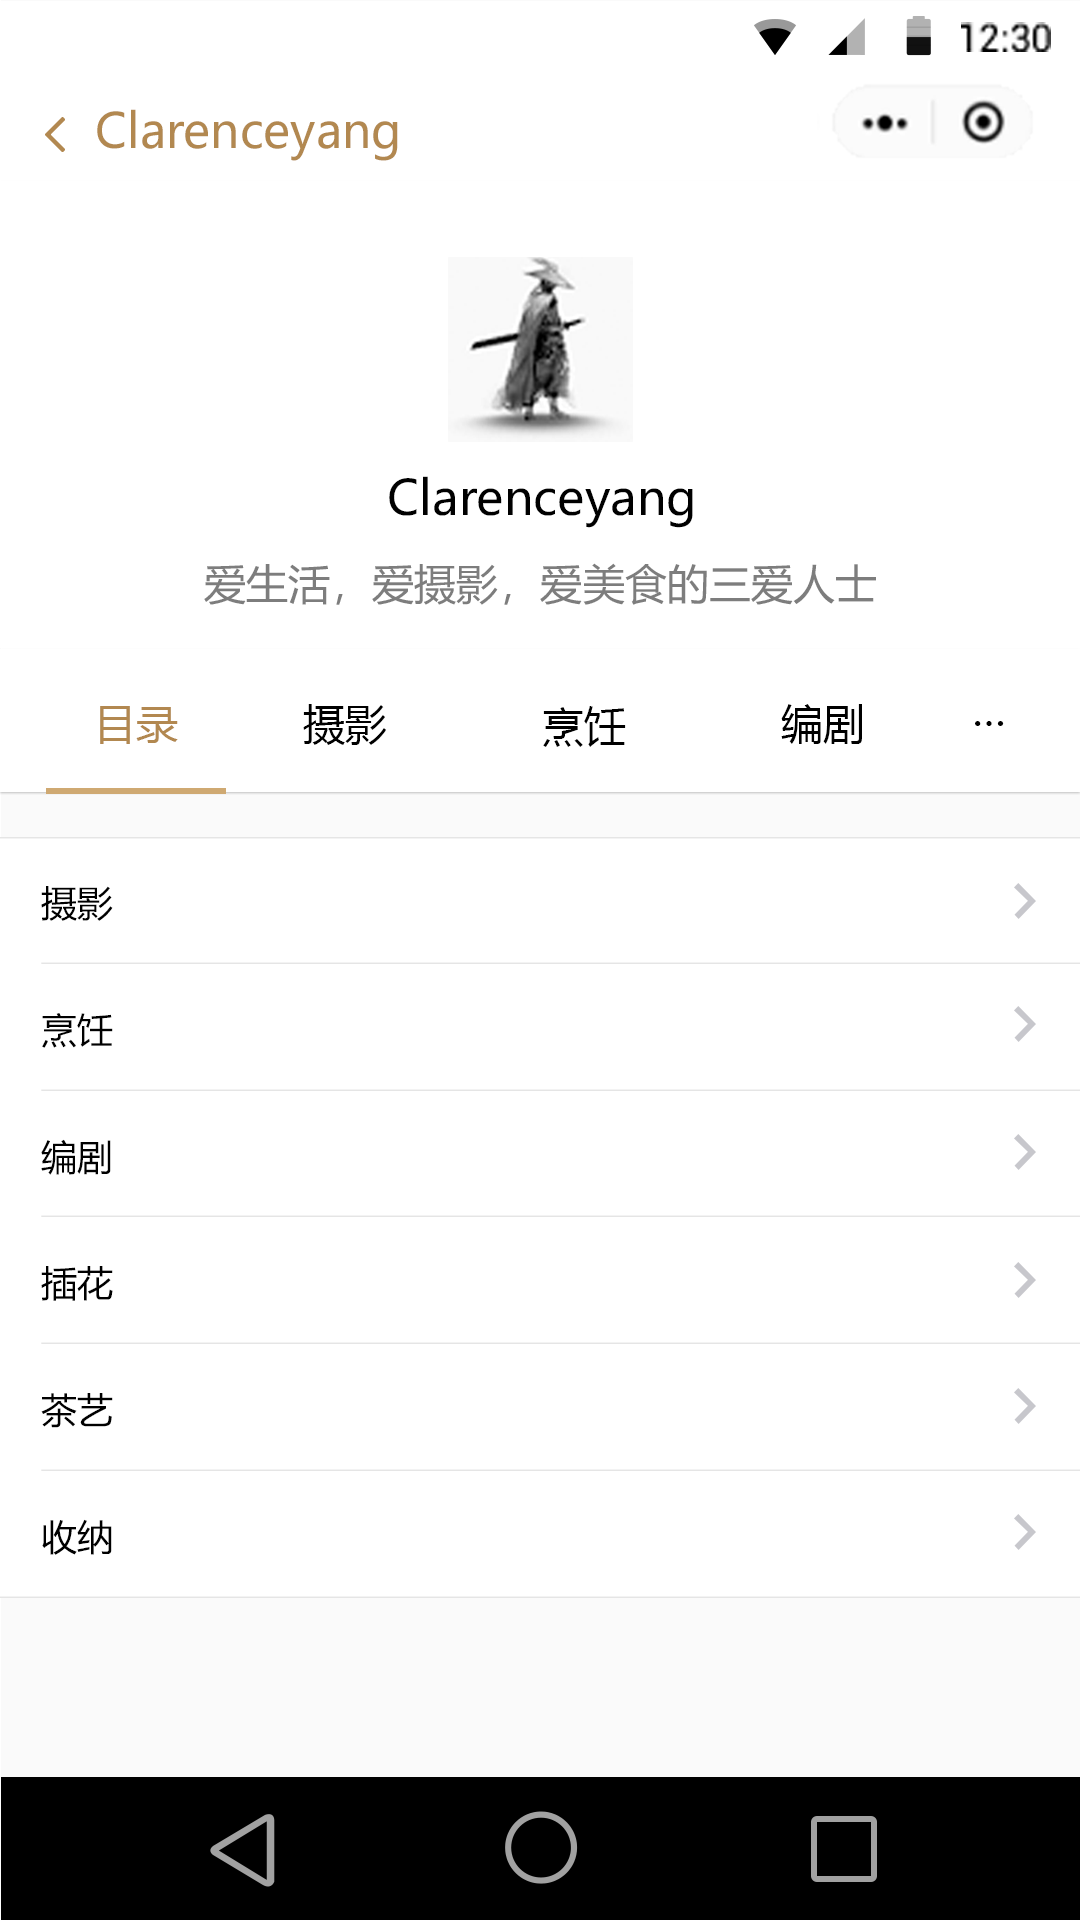 12:30
Clarenceyang
Clarenceyang
爱生活，爱摄影，爱美食的三爱人士
目录 摄影 烹饪 编剧 ···
摄影
烹饪
编剧
插花
茶艺
收纳